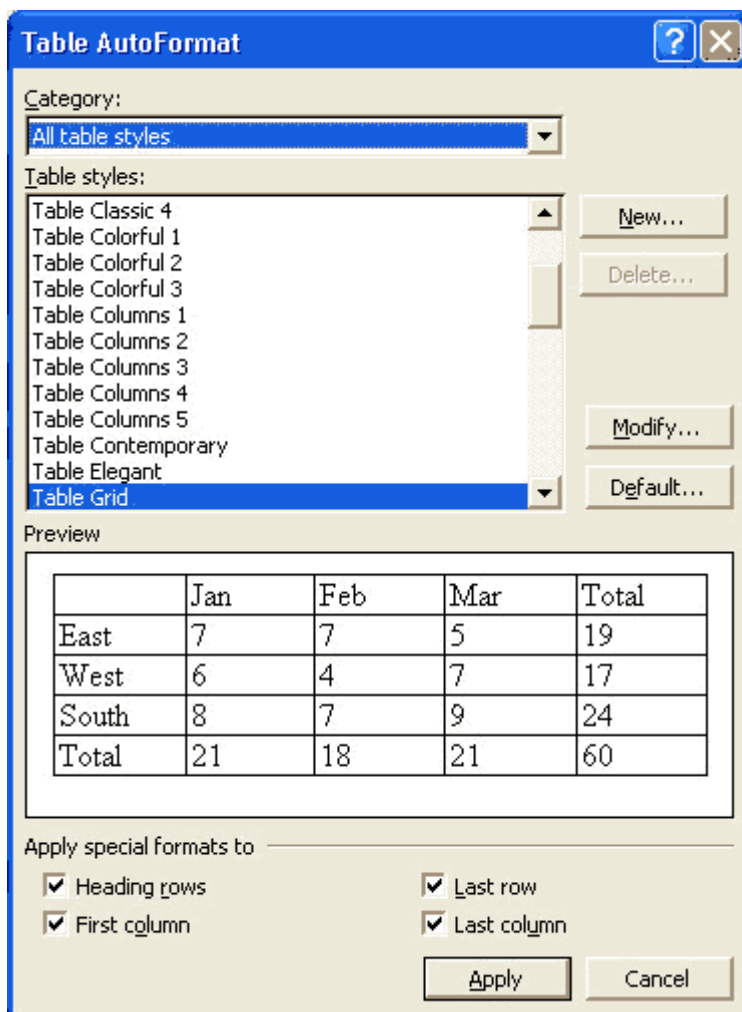 Table AutoFormat ?
Category:
All table styles
Table styles:
Table Classic 4
Table Colorful 1
Table Colorful 2
Table Colorful 3
Table Columns 1
Table Columns 2
Table Columns 3
Table Columns 4
Table Columns 5
Table Contemporary
Table Elegant
Table Grid
New...
Delete...
Modify...
Default...
Preview
Jan Feb Mar Total
East 7 7 5 19
West 6 4 7 17
South 8 7 9 24
Total 21 18 21 60
Apply special formats to
Heading rows Last row
First column Last column
Apply Cancel